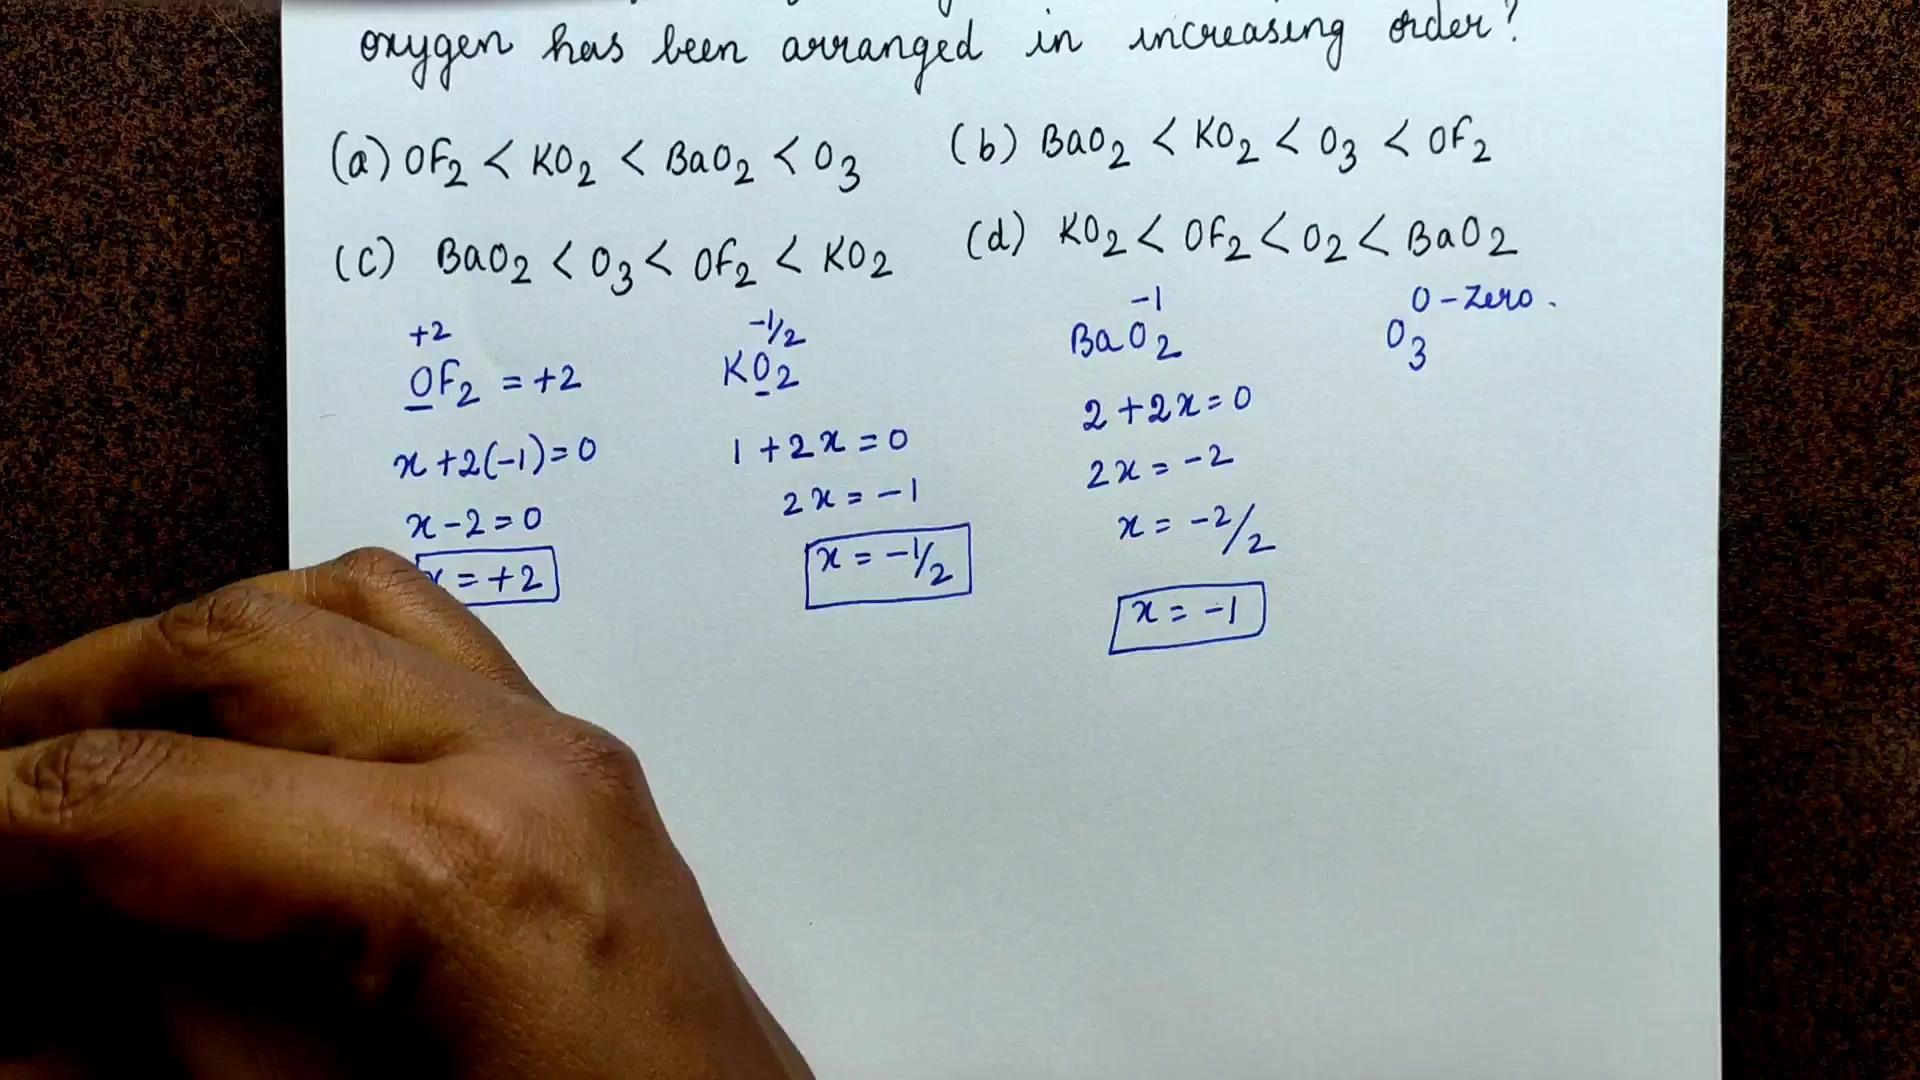 oxygen has been arranged in increasing order?
(a) OF2 < KO2 < BaO2 < O3
(b) BaO2 < KO2 < O3 < OF2
(c) BaO2 < O3 < OF2 < KO2
(d) KO2 < OF2 < O2 < BaO2
+2
OF2 = +2
x+2(-1)=0
x-2=0
x = +2
-1/2
KO2
1+2x=0
2x=-1
x = -1/2
-1
BaO2
2+2x=0
2x=-2
x = -2/2
x = -1
0 - Zero.
O3